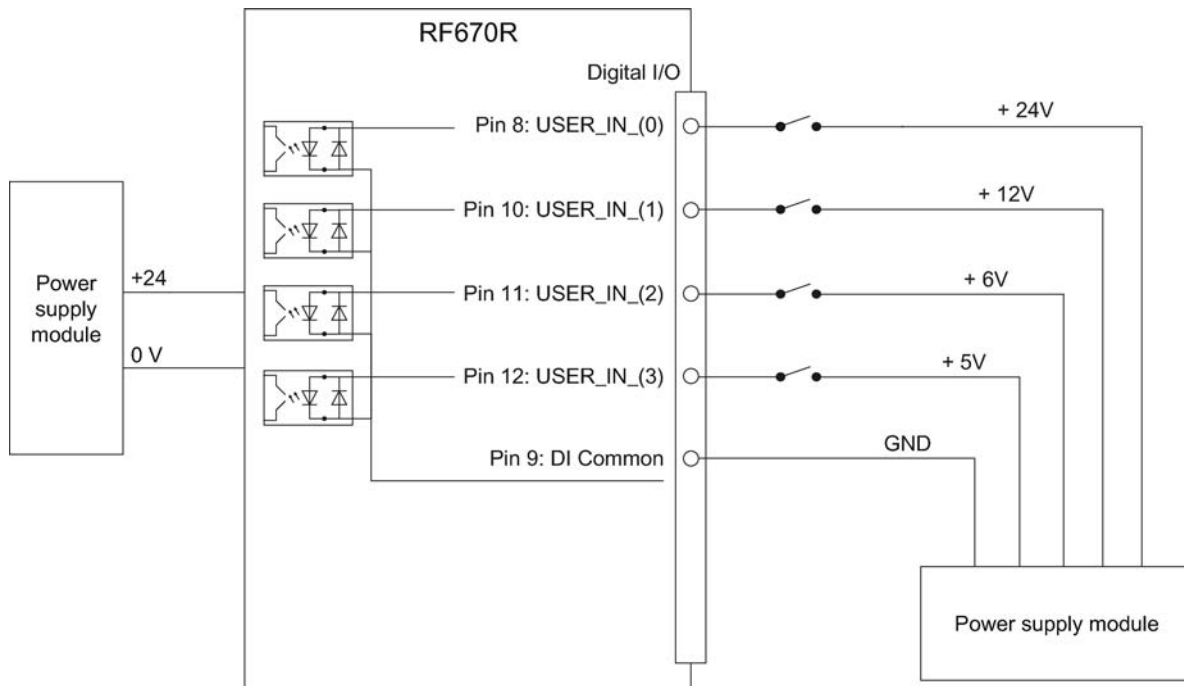 RF670R
Digital I/O
Pin 8: USER_IN_(0)
+ 24V
Pin 10: USER_IN_(1)
+ 12V
Power
supply
module
+24
0 V
Pin 11: USER_IN_(2)
+ 6V
Pin 12: USER_IN_(3)
+ 5V
Pin 9: DI Common
GND
Power supply module